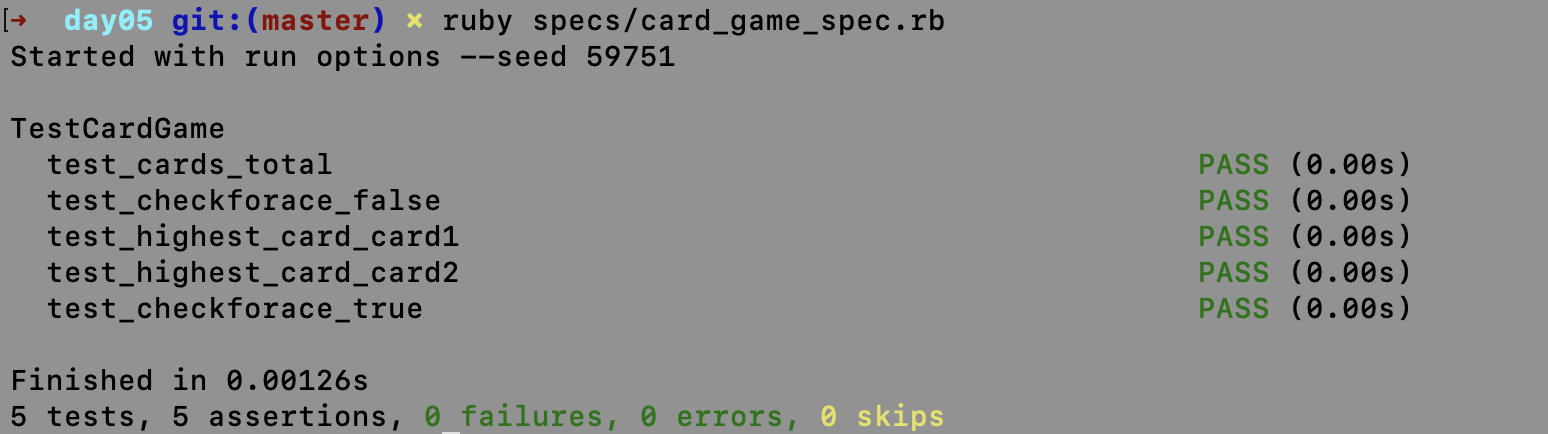 [➜  day05 git:(master) ✗ ruby specs/card_game_spec.rb
Started with run options --seed 59751
TestCardGame
test_cards_total PASS (0.00s)
test_checkforace_false PASS (0.00s)
test_highest_card_card1 PASS (0.00s)
test_highest_card_card2 PASS (0.00s)
test_checkforace_true PASS (0.00s)
Finished in 0.00126s
5 tests, 5 assertions, 0 failures, 0 errors, 0 skips